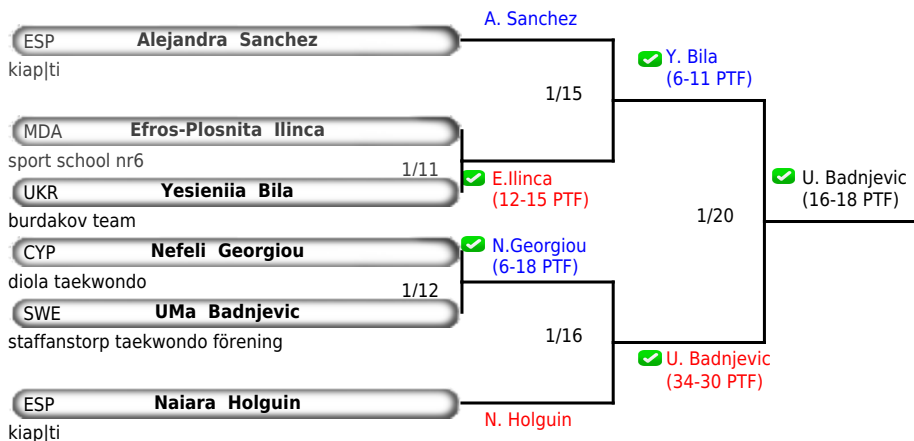 A. Sanchez
ESP Alejandra Sanchez
kiap|ti
Y. Bila
(6-11 PTF)
1/15
MDA Efros-Plosnita Ilinca
sport school nr6
1/11
E.Ilinca
(12-15 PTF)
UKR Yesieniia Bila
burdakov team
U. Badnjevic
(16-18 PTF)
1/20
CYP Nefeli Georgiou
diola taekwondo
N.Georgiou
(6-18 PTF)
1/12
SWE UMa Badnjevic
staffanstorp taekwondo förening
1/16
U. Badnjevic
(34-30 PTF)
ESP Naiara Holguin
kiap|ti
N. Holguin